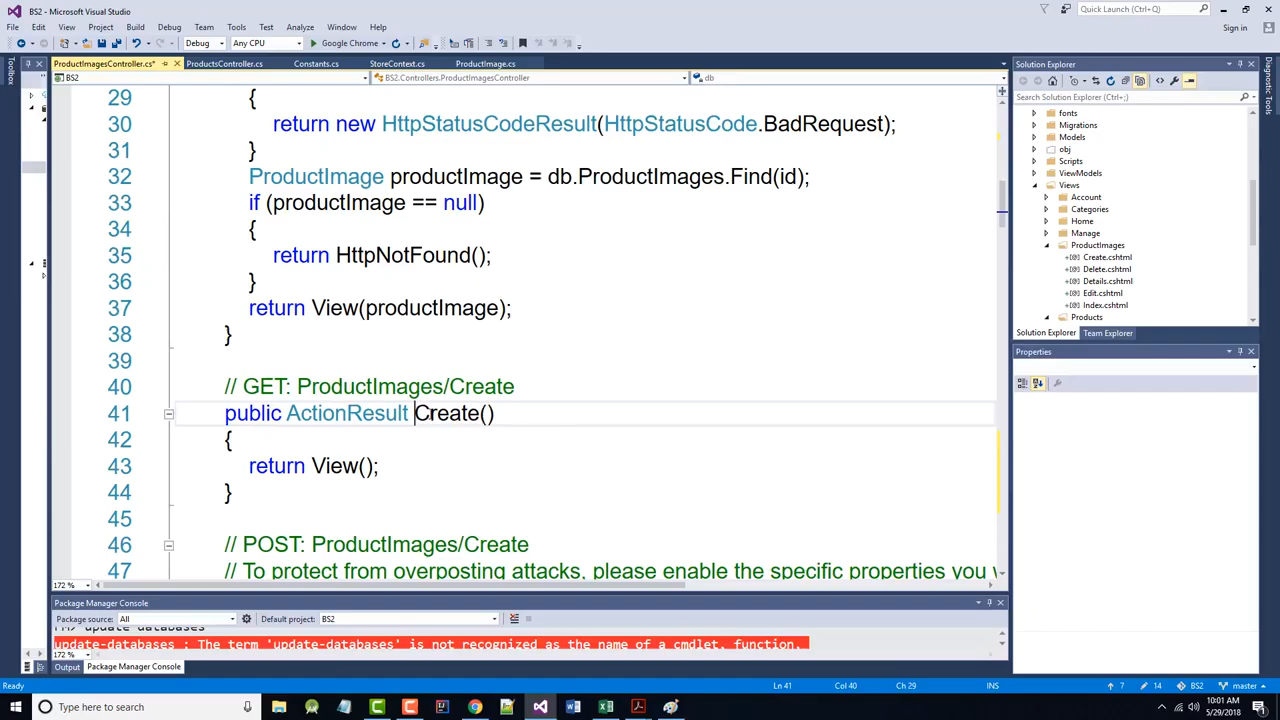 BS2 - Microsoft Visual Studio
Quick Launch (Ctrl+Q)
File Edit View Project Build Debug Team Tools Test Analyze Window Help
Sign in
Debug Any CPU Google Chrome
Toolbox
ProductImagesController.cs* ProductsController.cs Constants.cs StoreContext.cs ProductImage.cs
BS2 BS2.Controllers.ProductImagesController db
29 {
30 return new HttpStatusCodeResult(HttpStatusCode.BadRequest);
31 }
32 ProductImage productImage = db.ProductImages.Find(id);
33 if (productImage == null)
34 {
35 return HttpNotFound();
36 }
37 return View(productImage);
38 }
39
40 // GET: ProductImages/Create
41 public ActionResult Create()
42 {
43 return View();
44 }
45
46 // POST: ProductImages/Create
47 // To protect from overposting attacks, please enable the specific properties you w
172 %
Package Manager Console
Package source: All Default project: BS2
PM> update-databases
update-databases : The term 'update-databases' is not recognized as the name of a cmdlet, function,
172 %
Output Package Manager Console
Solution Explorer
Search Solution Explorer (Ctrl+;)
fonts
Migrations
Models
obj
Scripts
ViewModels
Views
Account
Categories
Home
Manage
ProductImages
Create.cshtml
Delete.cshtml
Details.cshtml
Edit.cshtml
Index.cshtml
Products
Solution Explorer Team Explorer
Properties
Diagnostic Tools
Ready Ln 41 Col 40 Ch 29 INS 7 14 BS2 master
Type here to search
10:01 AM
5/29/2018